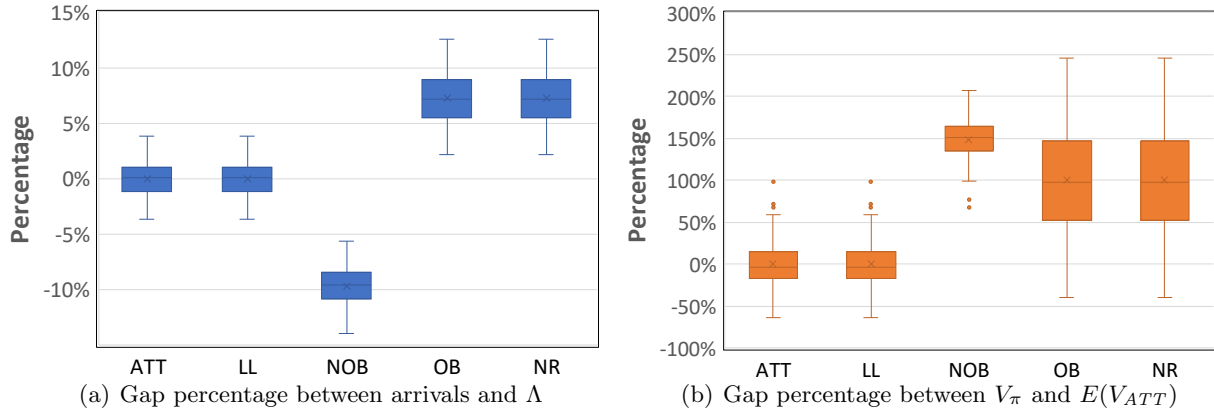 15%
10%
5%
0%
-5%
-10%
Percentage
ATT LL NOB OB NR
(a) Gap percentage between arrivals and Λ
300%
250%
200%
150%
100%
50%
0%
-50%
-100%
Percentage
ATT LL NOB OB NR
(b) Gap percentage between V_π and E(V_ATT)